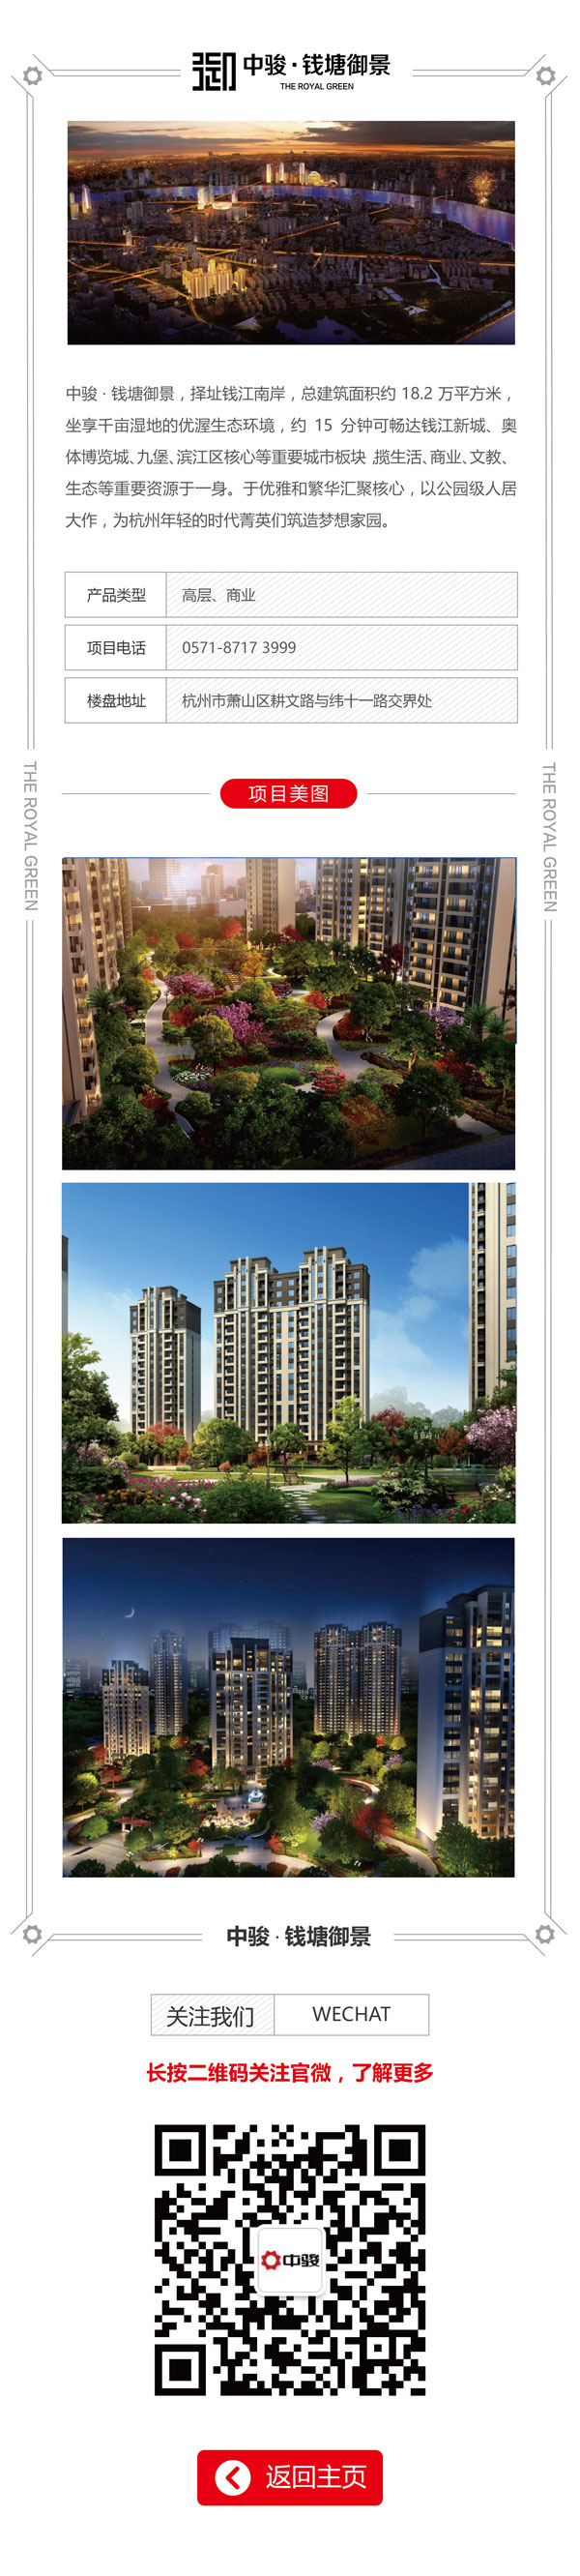 中骏·钱塘御景
THE ROYAL GREEN
中骏·钱塘御景，择址钱江南岸，总建筑面积约 18.2 万平方米，
坐享千亩湿地的优渥生态环境，约 15 分钟可畅达钱江新城、奥
体博览城、九堡、滨江区核心等重要城市板块,揽生活、商业、文教、
生态等重要资源于一身。于优雅和繁华汇聚核心，以公园级人居
大作，为杭州年轻的时代菁英们筑造梦想家园。
产品类型 高层、商业
项目电话 0571-8717 3999
楼盘地址 杭州市萧山区耕文路与纬十一路交界处
THE ROYAL GREEN
THE ROYAL GREEN
项目美图
中骏·钱塘御景
关注我们 WECHAT
长按二维码关注官微，了解更多
中骏
返回主页